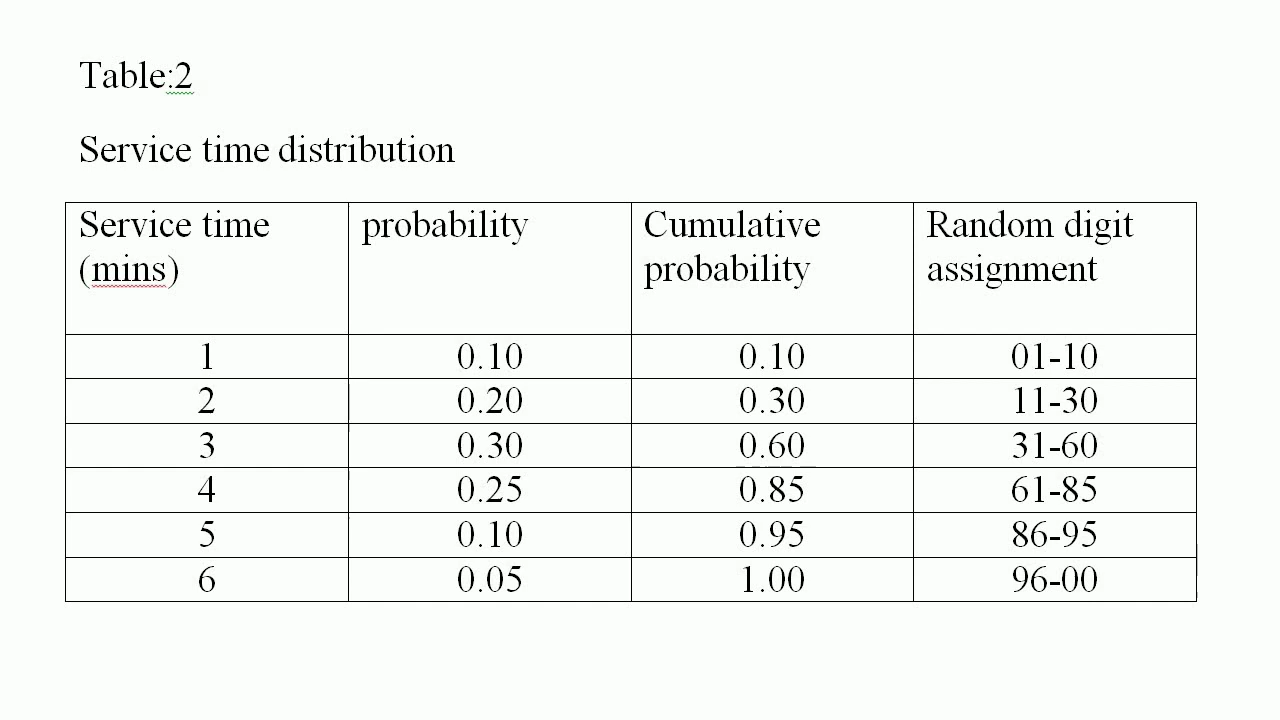 Table:2
Service time distribution
Service time (mins) probability Cumulative probability Random digit assignment
1 0.10 0.10 01-10
2 0.20 0.30 11-30
3 0.30 0.60 31-60
4 0.25 0.85 61-85
5 0.10 0.95 86-95
6 0.05 1.00 96-00